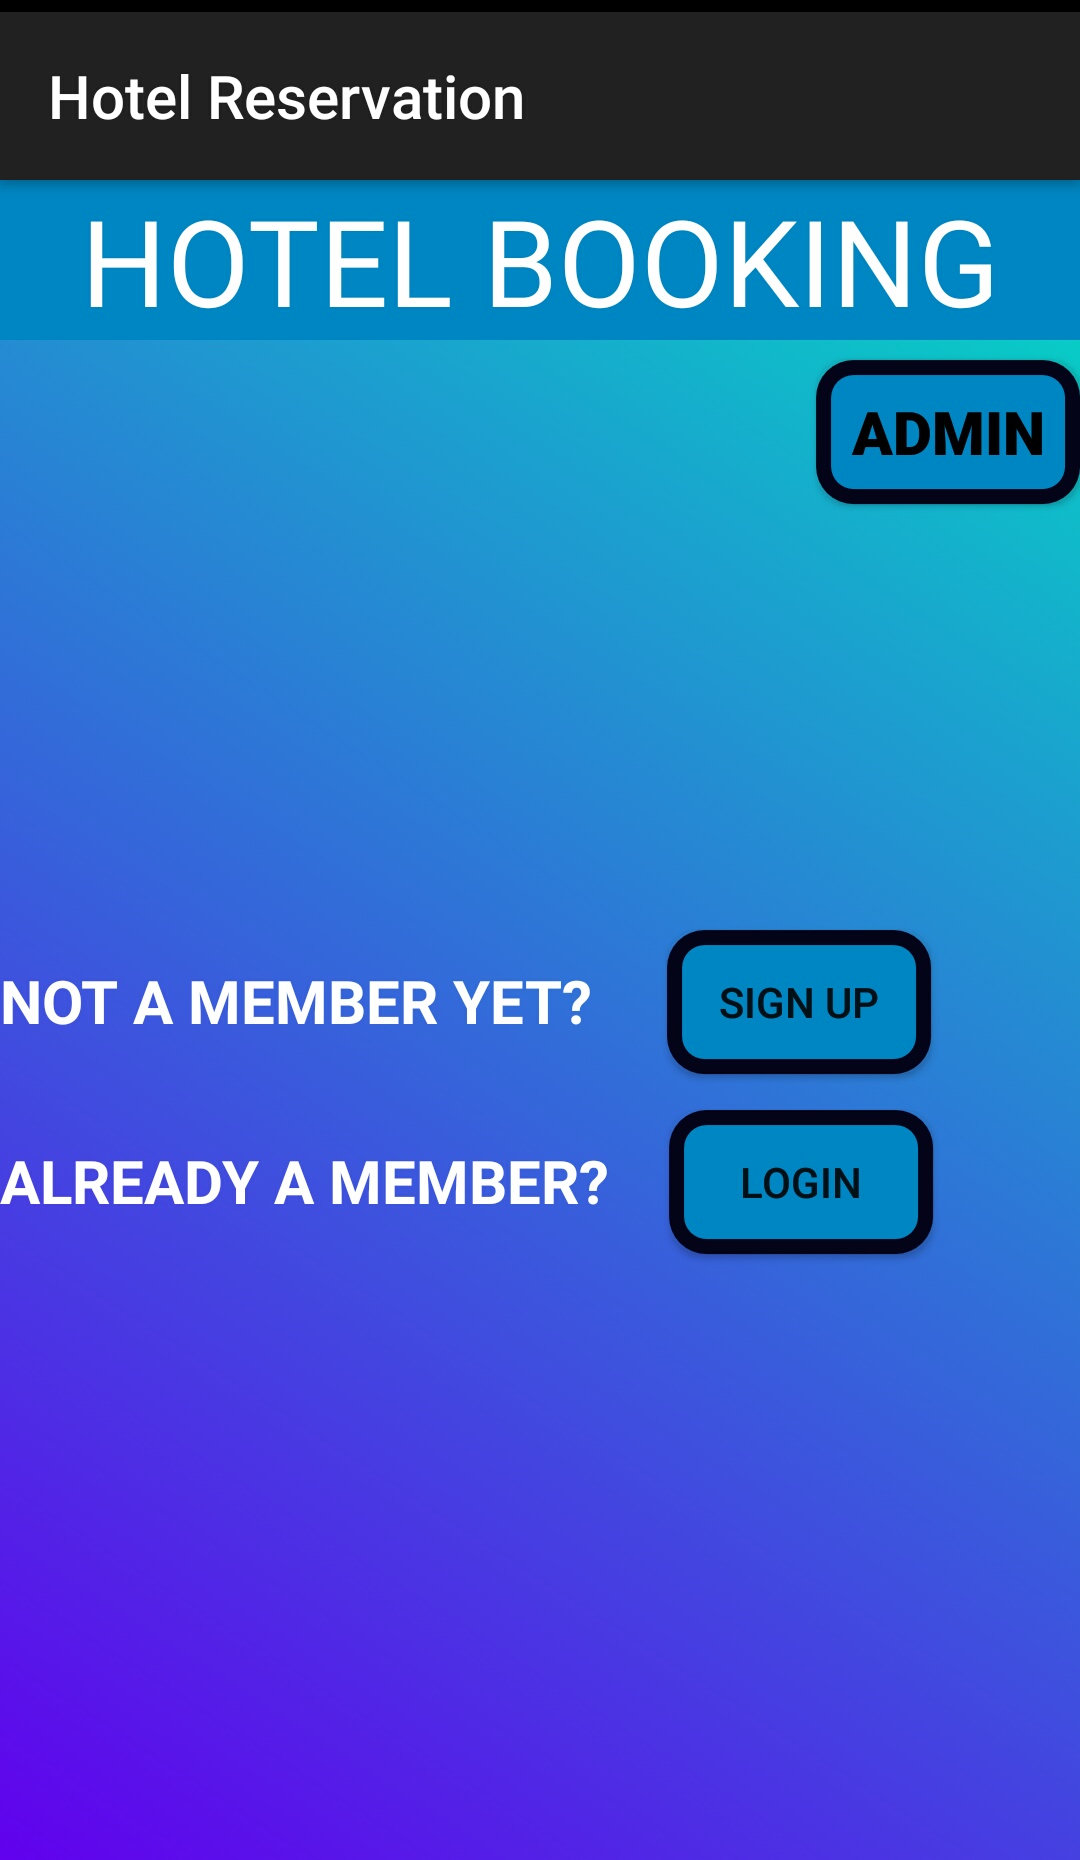 Hotel Reservation
HOTEL BOOKING
ADMIN
NOT A MEMBER YET? SIGN UP
ALREADY A MEMBER? LOGIN